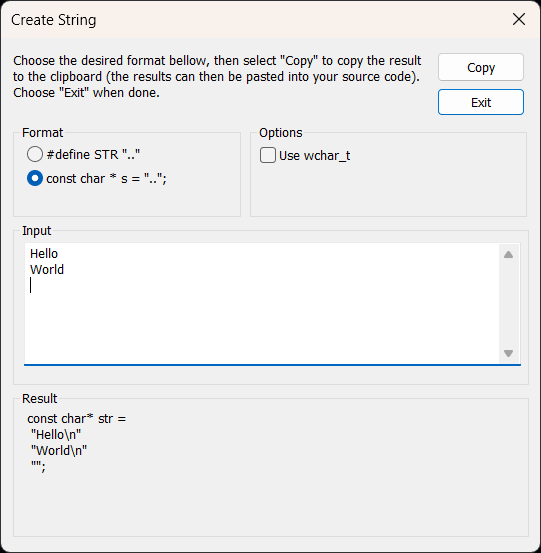 Create String
Choose the desired format bellow, then select "Copy" to copy the result
to the clipboard (the results can then be pasted into your source code).
Choose "Exit" when done.
Copy
Exit
Format
#define STR ".."
const char * s = "..";
Options
Use wchar_t
Input
Hello
World
Result
const char* str =
"Hello\n"
"World\n"
"";